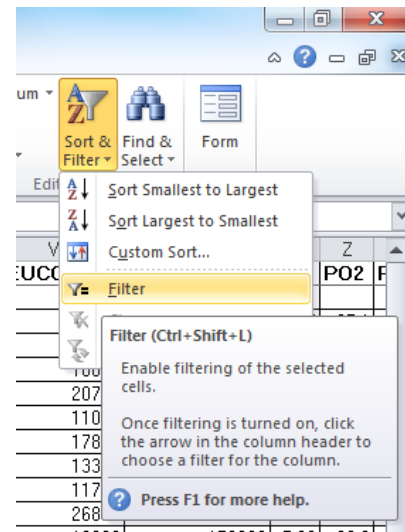 um
Sort & Find & Form
Filter Select
Edit
Sort Smallest to Largest
Sort Largest to Smallest
Custom Sort...
Z
PO2
Filter
Filter (Ctrl+Shift+L)
Enable filtering of the selected
cells.
Once filtering is turned on, click
the arrow in the column header to
choose a filter for the column.
Press F1 for more help.
207
110
178
133
117
268